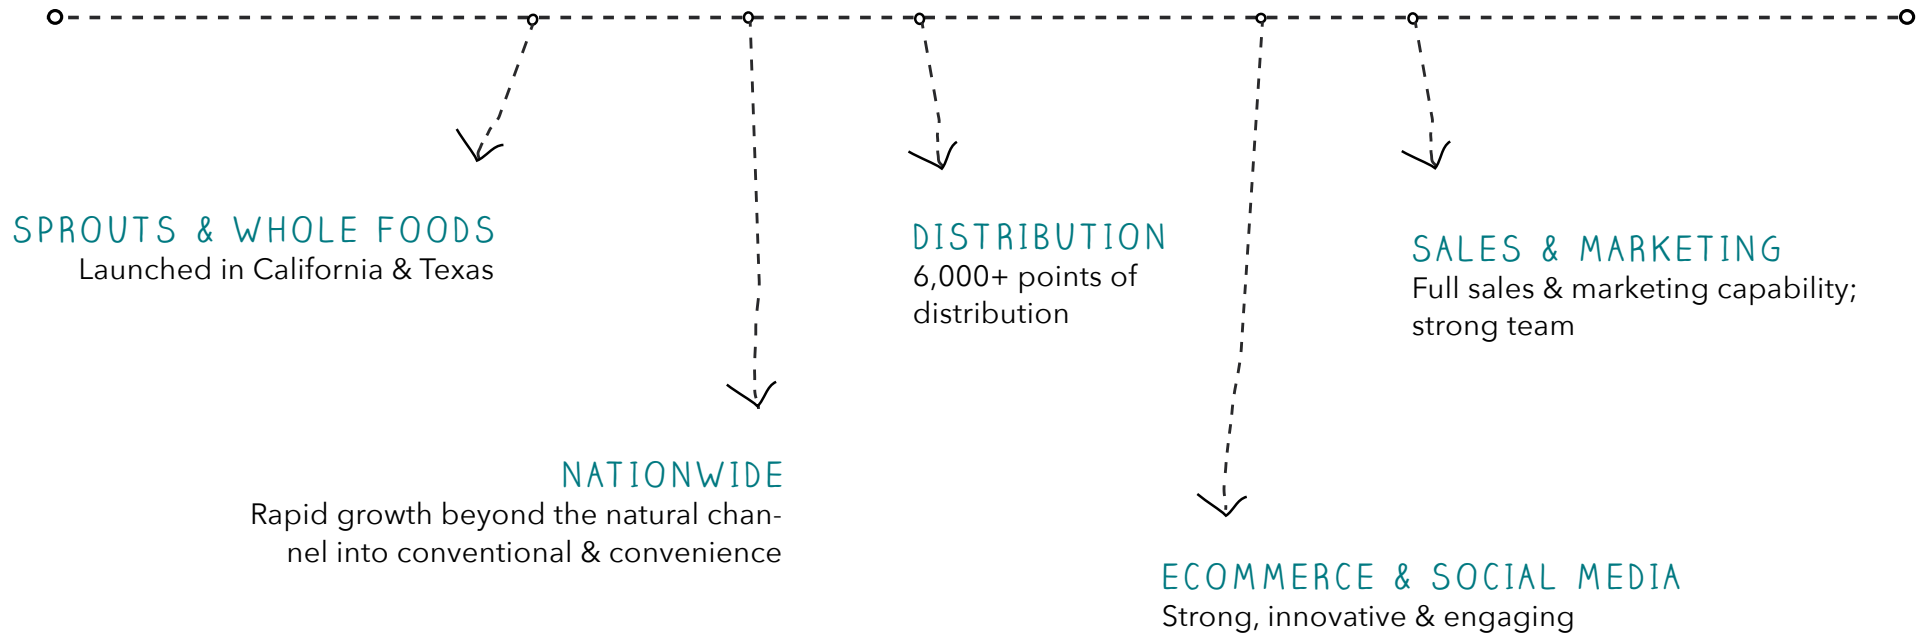 SPROUTS & WHOLE FOODS
Launched in California & Texas
NATIONWIDE
Rapid growth beyond the natural chan-
nel into conventional & convenience
DISTRIBUTION
6,000+ points of
distribution
ECOMMERCE & SOCIAL MEDIA
Strong, innovative & engaging
SALES & MARKETING
Full sales & marketing capability;
strong team